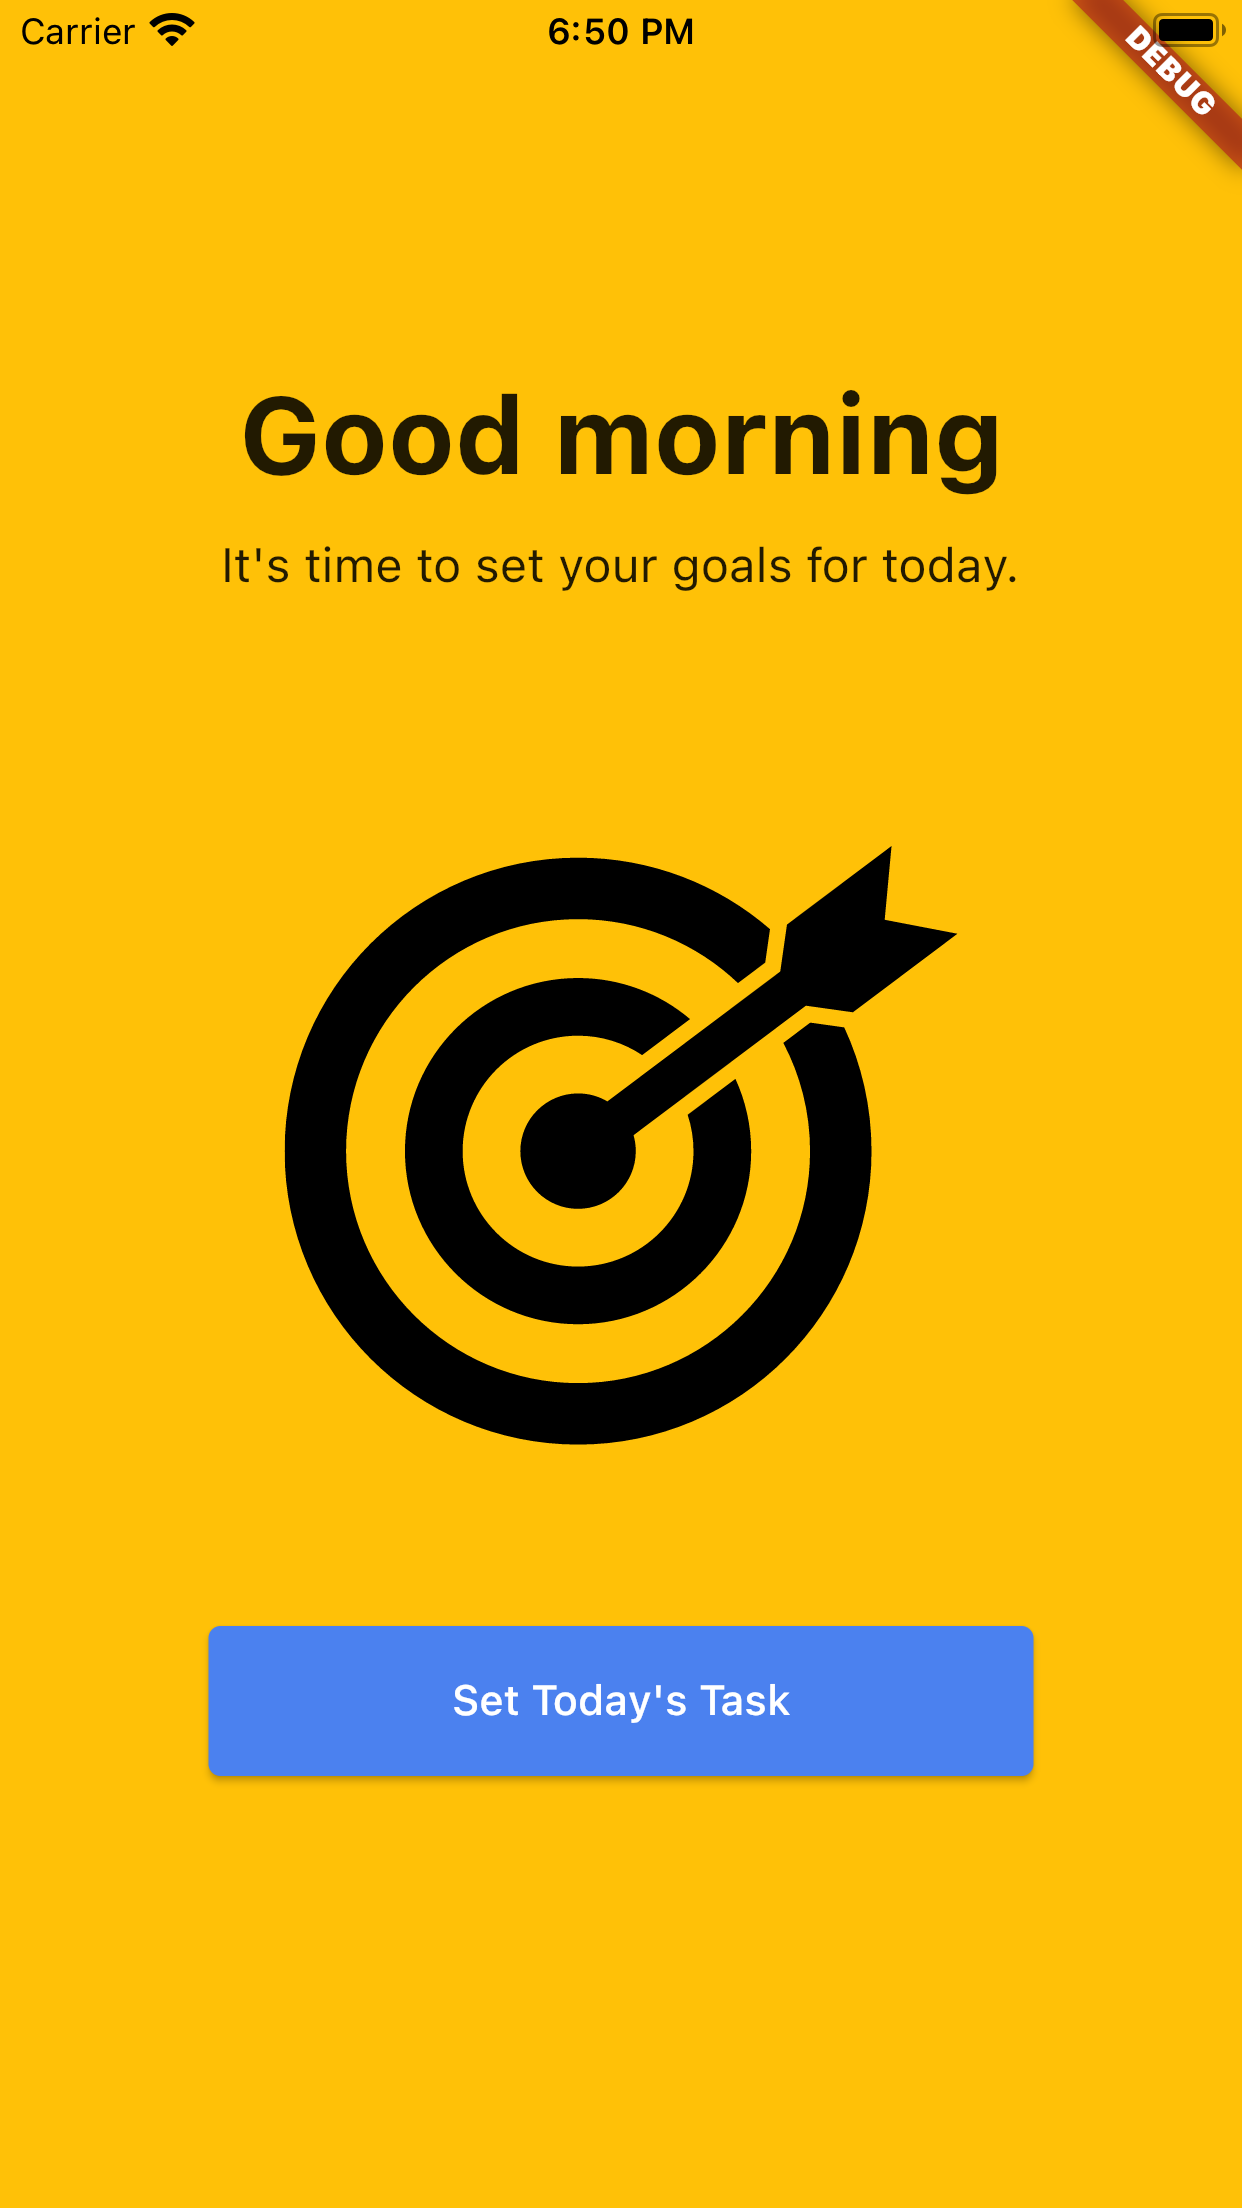 Carrier 6:50 PM
DEBUG
Good morning
It's time to set your goals for today.
Set Today's Task